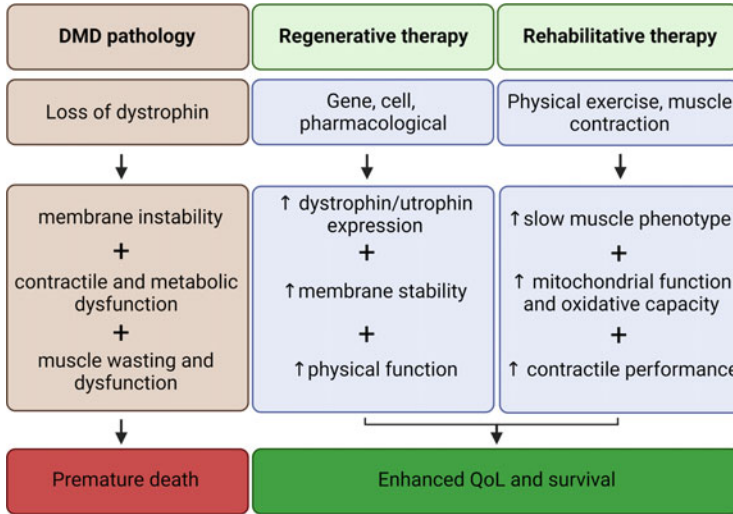 DMD pathology
Loss of dystrophin
membrane instability
+
contractile and metabolic
dysfunction
+
muscle wasting and
dysfunction
Premature death
Regenerative therapy
Gene, cell,
pharmacological
↑ dystrophin/utrophin
expression
+
↑membrane stability
+
↑physical function
Rehabilitative therapy
Physical exercise, muscle
contraction
↑slow muscle phenotype
+
↑ mitochondrial function
and oxidative capacity
+
↑ contractile performance
Enhanced QoL and survival